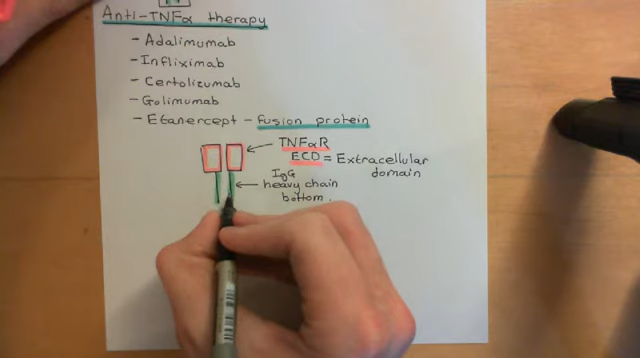 Anti-TNFα therapy
- Adalimumab
- Infliximab
- Certolizumab
- Golimumab
- Etanercept - fusion protein
TNFαR
ECD = Extracellular
domain
IgG
heavy chain
bottom.